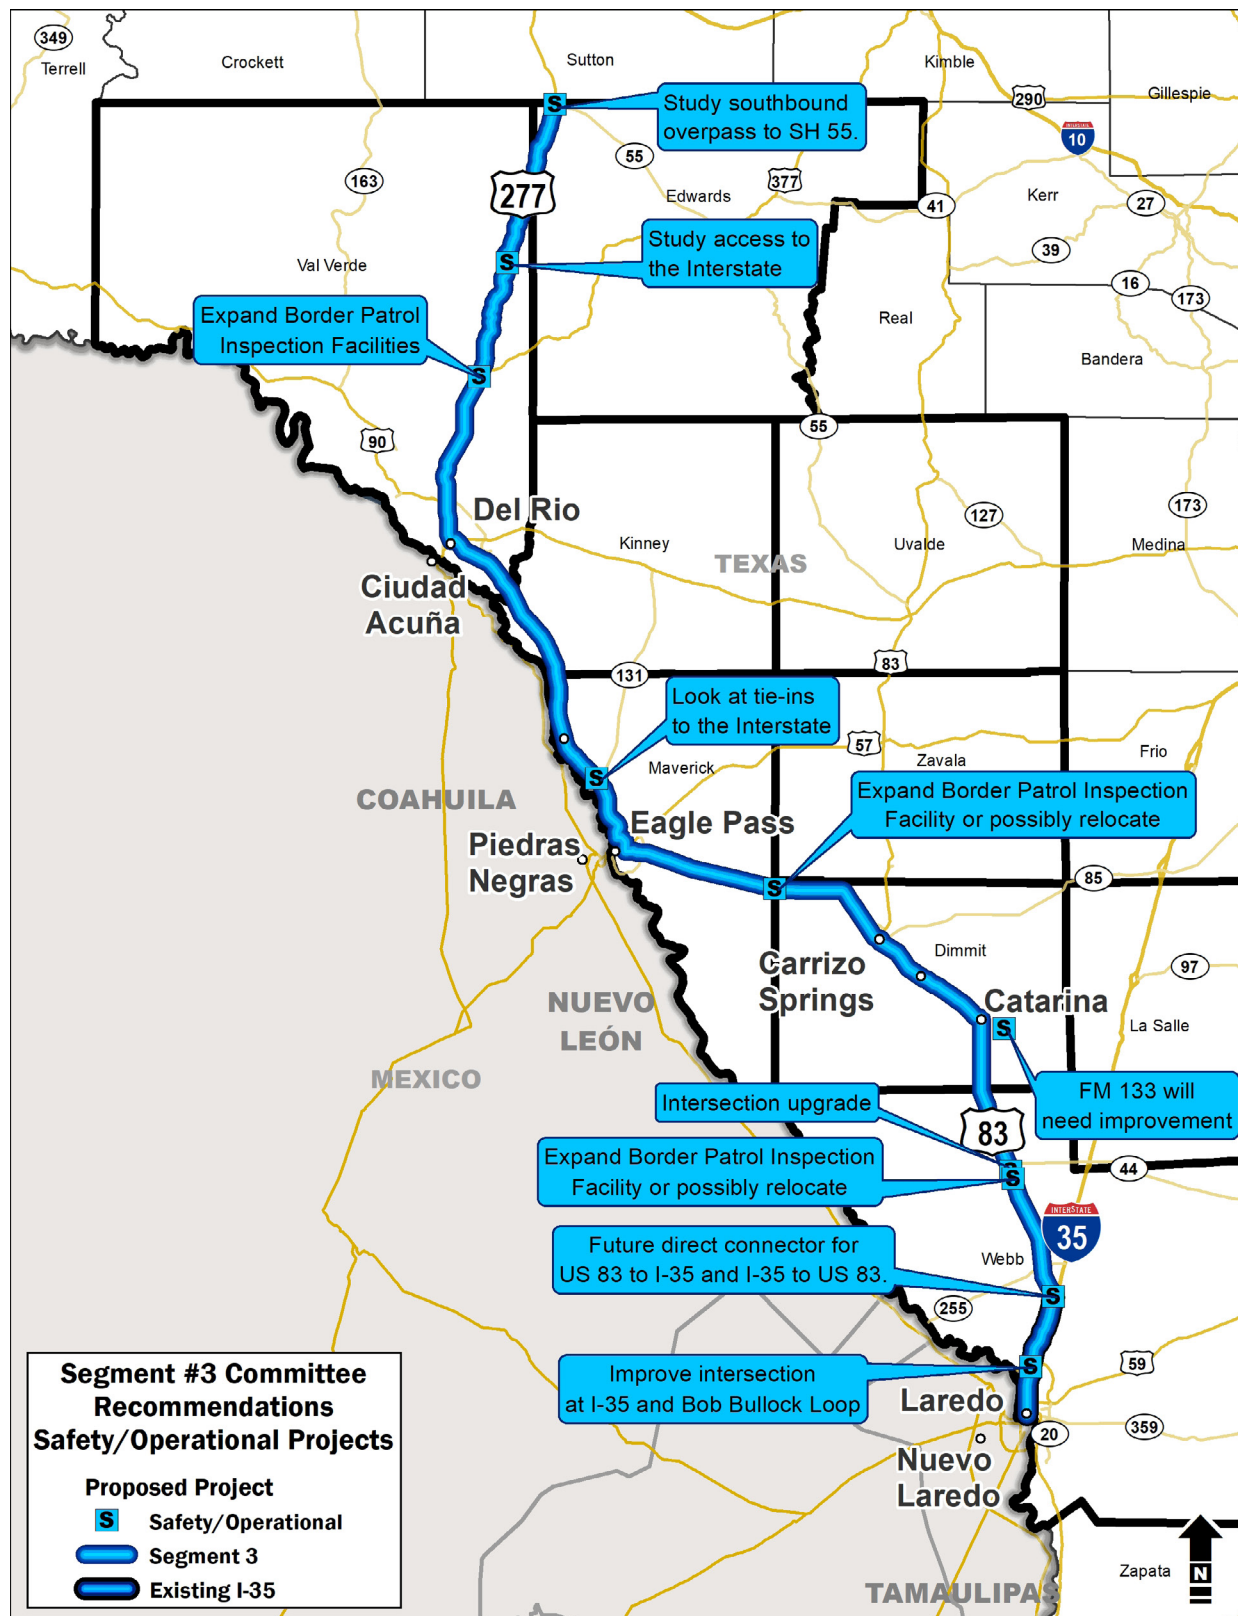 349
Terrell
Crockett
Sutton
Kimble
Gillespie
290
INTERSTATE
10
Study southbound
overpass to SH 55.
55
163
277
377
Edwards
41
Kerr
27
39
Val Verde
Study access to
the Interstate
16
173
Real
Bandera
Expand Border Patrol
Inspection Facilities
90
55
Del Rio
Kinney
TEXAS
Uvalde
127
173
Medina
Ciudad
Acuña
131
83
Look at tie-ins
to the Interstate
Maverick
57
Zavala
Frio
COAHUILA
Expand Border Patrol Inspection
Facility or possibly relocate
Eagle Pass
Piedras
Negras
85
Carrizo
Springs
Dimmit
97
NUEVO
LEÓN
Catarina
La Salle
MEXICO
FM 133 will
need improvement
Intersection upgrade
83
Expand Border Patrol Inspection
Facility or possibly relocate
44
INTERSTATE
35
Future direct connector for
US 83 to I-35 and I-35 to US 83.
Webb
255
59
Improve intersection
at I-35 and Bob Bullock Loop
Laredo
20
359
Nuevo
Laredo
Zapata
TAMAULIPAS
N
S
S
S
S
S
S
S
S
S
S
Segment #3 Committee
Recommendations
Safety/Operational Projects
Proposed Project
S Safety/Operational
Segment 3
Existing I-35